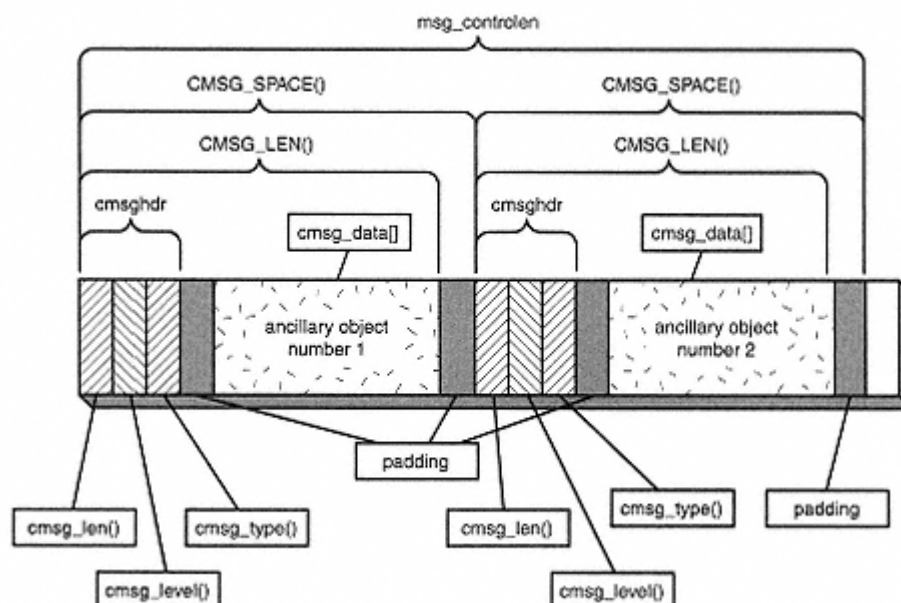 msg_controlen
CMSG_SPACE()
CMSG_SPACE()
CMSG_LEN()
CMSG_LEN()
cmsghdr
cmsg_data[]
cmsghdr
cmsg_data[]
ancillary object
number 1
ancillary object
number 2
padding
cmsg_len()
cmsg_type()
cmsg_level()
cmsg_len()
cmsg_type()
cmsg_level()
padding